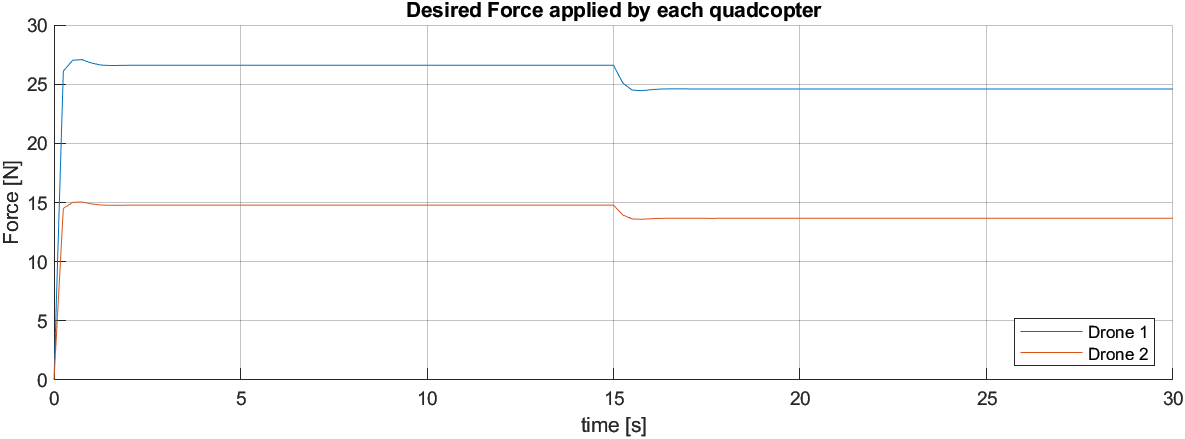 Desired Force applied by each quadcopter
30
25
20
15
10
5
0
Force [N]
0 5 10 15 20 25 30
time [s]
Drone 1
Drone 2